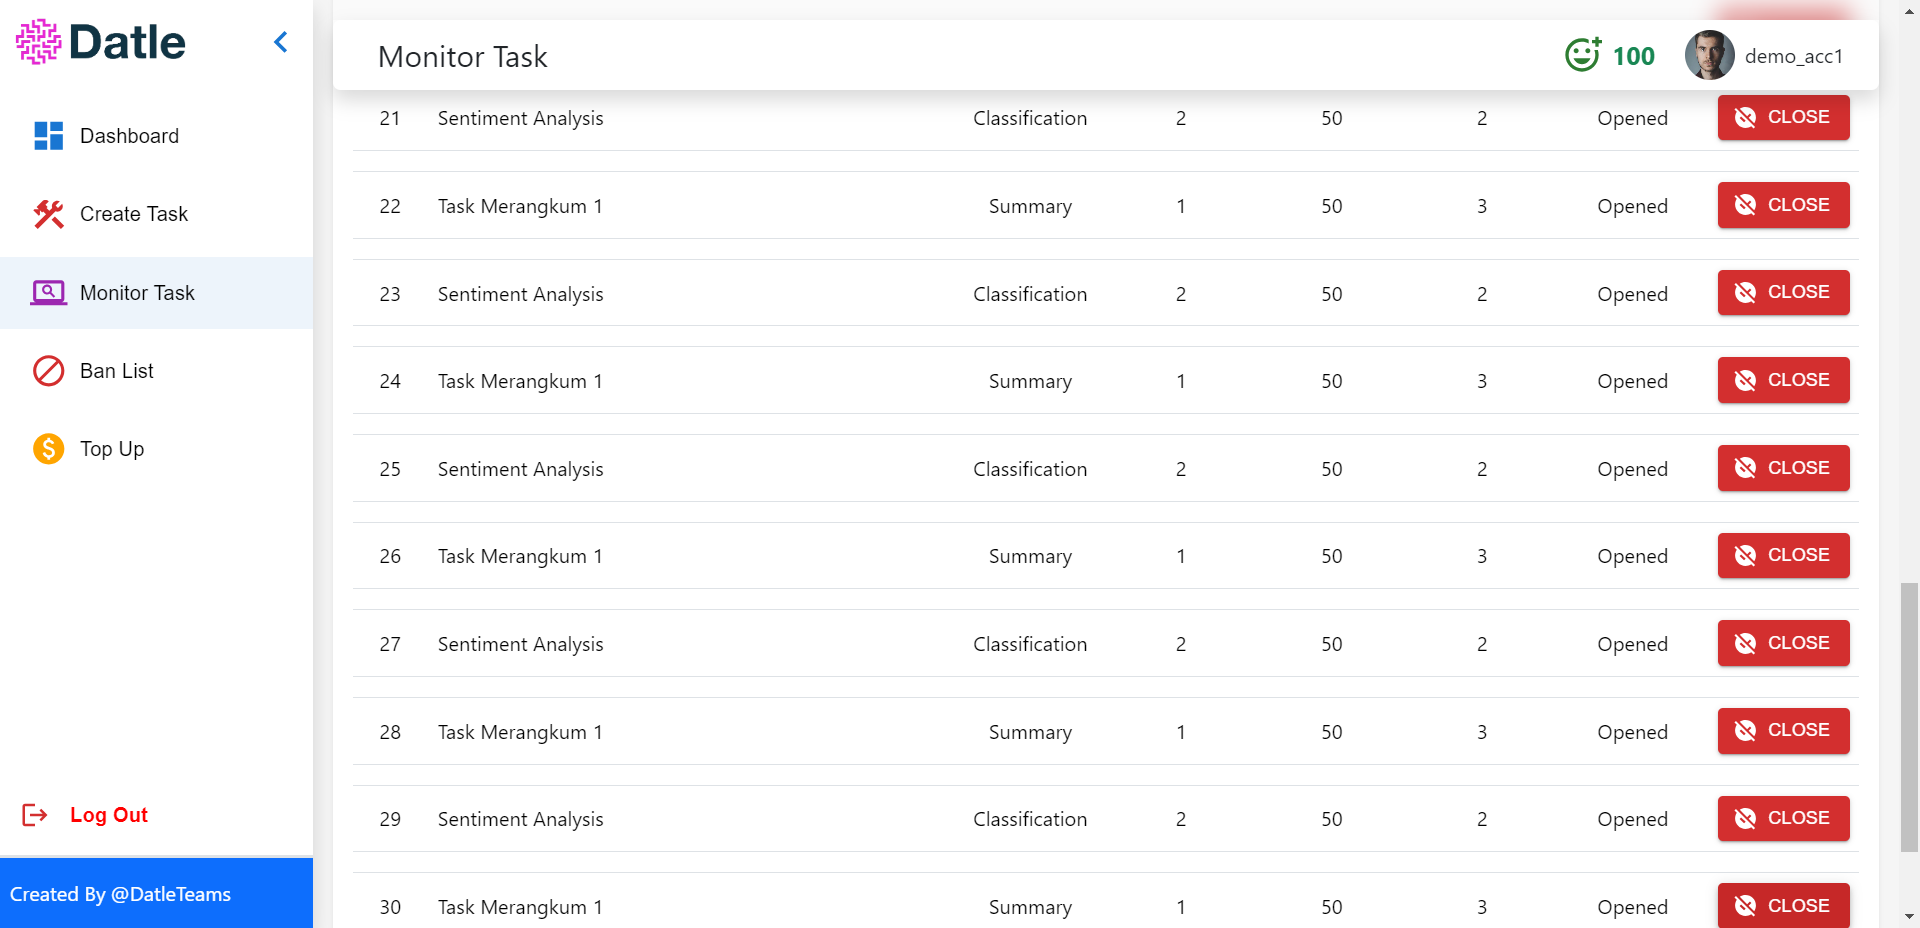 Datle
Dashboard
Create Task
Monitor Task
Ban List
Top Up
Log Out
Created By @DatleTeams
Monitor Task
100
demo_acc1
21 Sentiment Analysis Classification 2 50 2 Opened CLOSE
22 Task Merangkum 1 Summary 1 50 3 Opened CLOSE
23 Sentiment Analysis Classification 2 50 2 Opened CLOSE
24 Task Merangkum 1 Summary 1 50 3 Opened CLOSE
25 Sentiment Analysis Classification 2 50 2 Opened CLOSE
26 Task Merangkum 1 Summary 1 50 3 Opened CLOSE
27 Sentiment Analysis Classification 2 50 2 Opened CLOSE
28 Task Merangkum 1 Summary 1 50 3 Opened CLOSE
29 Sentiment Analysis Classification 2 50 2 Opened CLOSE
30 Task Merangkum 1 Summary 1 50 3 Opened CLOSE